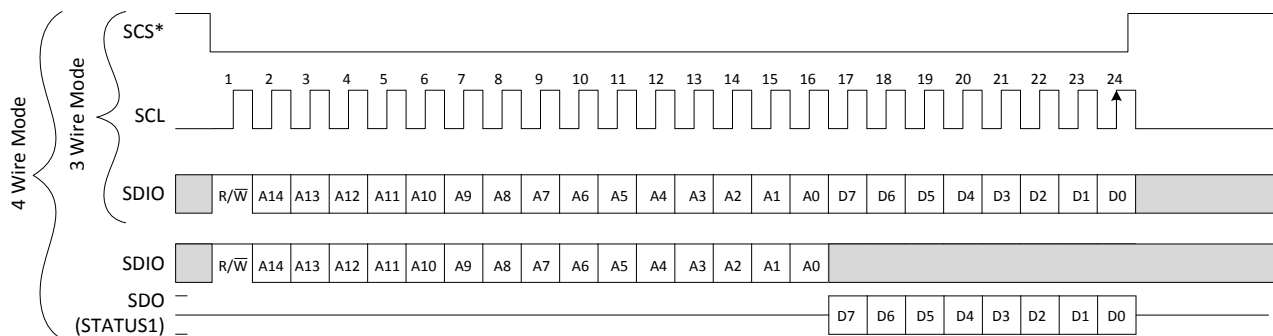 4 Wire Mode
3 Wire Mode
SCS*
1 2 3 4 5 6 7 8 9 10 11 12 13 14 15 16 17 18 19 20 21 22 23 24
SCL
SDIO R/W̅ A14 A13 A12 A11 A10 A9 A8 A7 A6 A5 A4 A3 A2 A1 A0 D7 D6 D5 D4 D3 D2 D1 D0
SDIO R/W̅ A14 A13 A12 A11 A10 A9 A8 A7 A6 A5 A4 A3 A2 A1 A0
SDO
(STATUS1) D7 D6 D5 D4 D3 D2 D1 D0